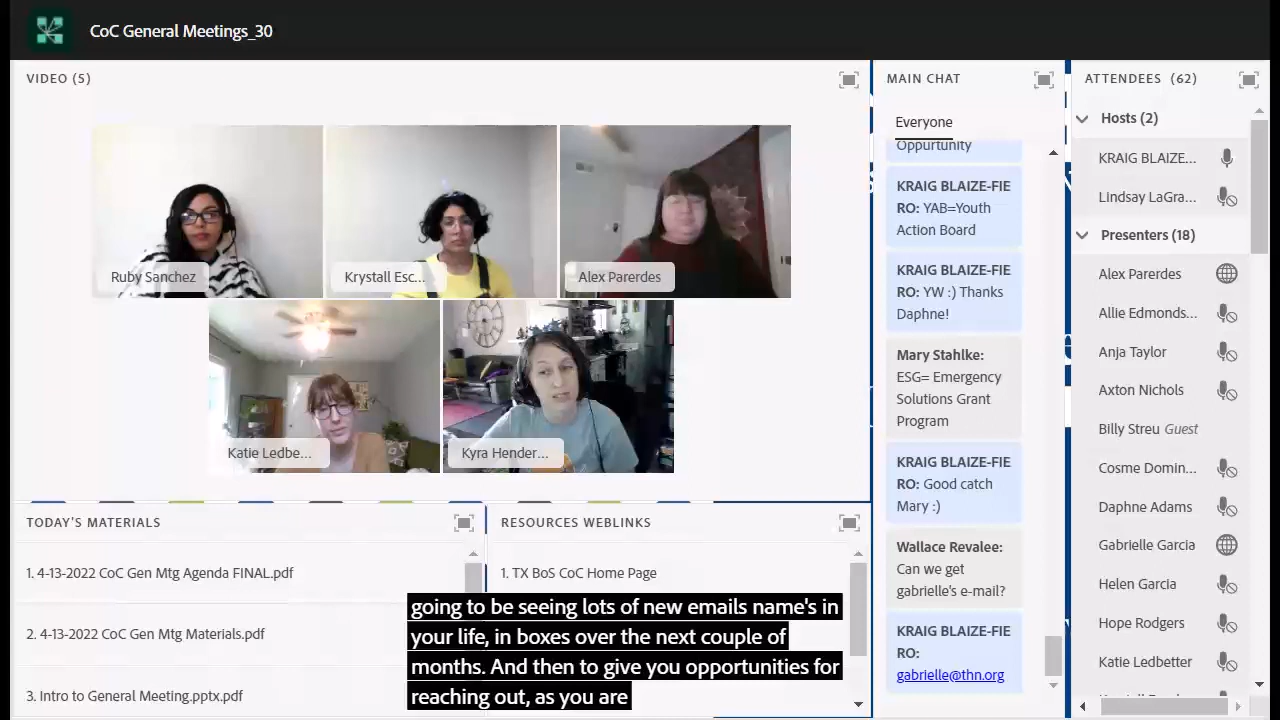 CoC General Meetings_30
VIDEO (5)
Ruby Sanchez
Krystall Esc...
Alex Parerdes
Katie Ledbe...
Kyra Hender...
TODAY'S MATERIALS
1. 4-13-2022 CoC Gen Mtg Agenda FINAL.pdf
2. 4-13-2022 CoC Gen Mtg Materials.pdf
3. Intro to General Meeting.pptx.pdf
RESOURCES WEBLINKS
1. TX BoS CoC Home Page
going to be seeing lots of new emails name's in
your life, in boxes over the next couple of
months. And then to give you opportunities for
reaching out, as you are
MAIN CHAT
Everyone
Opportunity
KRAIG BLAIZE-FIE
RO: YAB=Youth
Action Board
KRAIG BLAIZE-FIE
RO: YW :) Thanks
Daphne!
Mary Stahlke:
ESG= Emergency
Solutions Grant
Program
KRAIG BLAIZE-FIE
RO: Good catch
Mary :)
Wallace Revalee:
Can we get
gabrielle's e-mail?
KRAIG BLAIZE-FIE
RO:
gabrielle@thn.org
ATTENDEES (62)
Hosts (2)
KRAIG BLAIZE...
Lindsay LaGra...
Presenters (18)
Alex Parerdes
Allie Edmonds...
Anja Taylor
Axton Nichols
Billy Streu Guest
Cosme Domin...
Daphne Adams
Gabrielle Garcia
Helen Garcia
Hope Rodgers
Katie Ledbetter